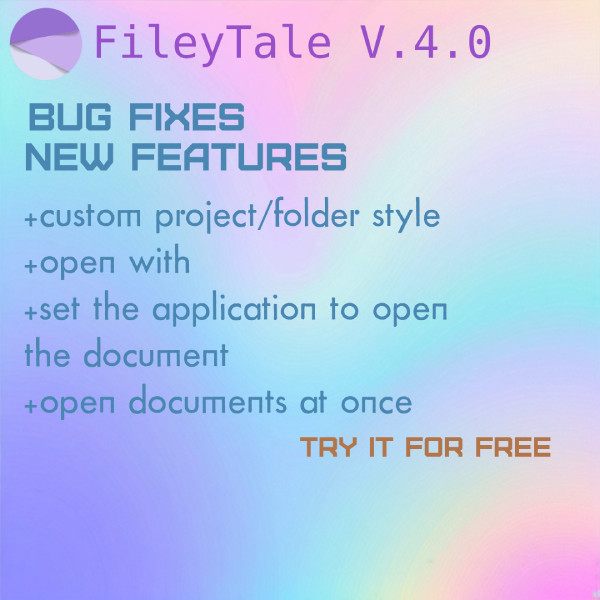 FileyTale V.4.0
BUG FIXES
NEW FEATURES
+custom project/folder style
+open with
+set the application to open
the document
+open documents at once
TRY IT FOR FREE